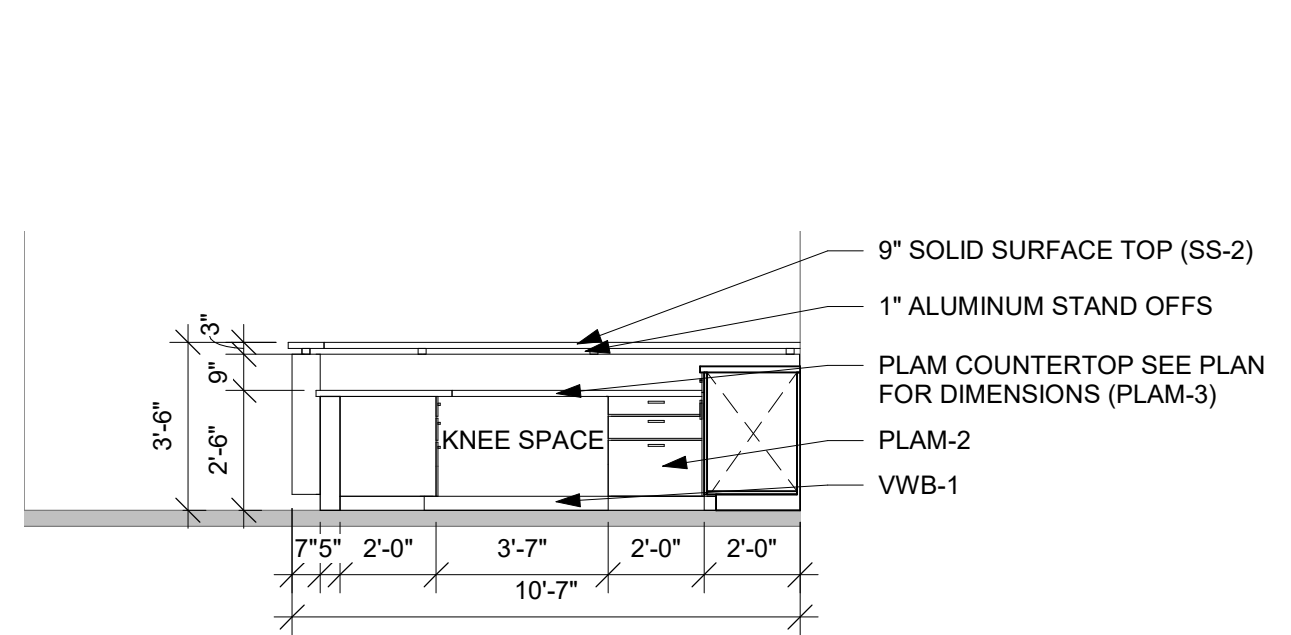 9" SOLID SURFACE TOP (SS-2)
1" ALUMINUM STAND OFFS
PLAM COUNTERTOP SEE PLAN
FOR DIMENSIONS (PLAM-3)
PLAM-2
VWB-1
KNEE SPACE
3"
9"
3'-6"
2'-6"
7" 5" 2'-0" 3'-7" 2'-0" 2'-0"
10'-7"